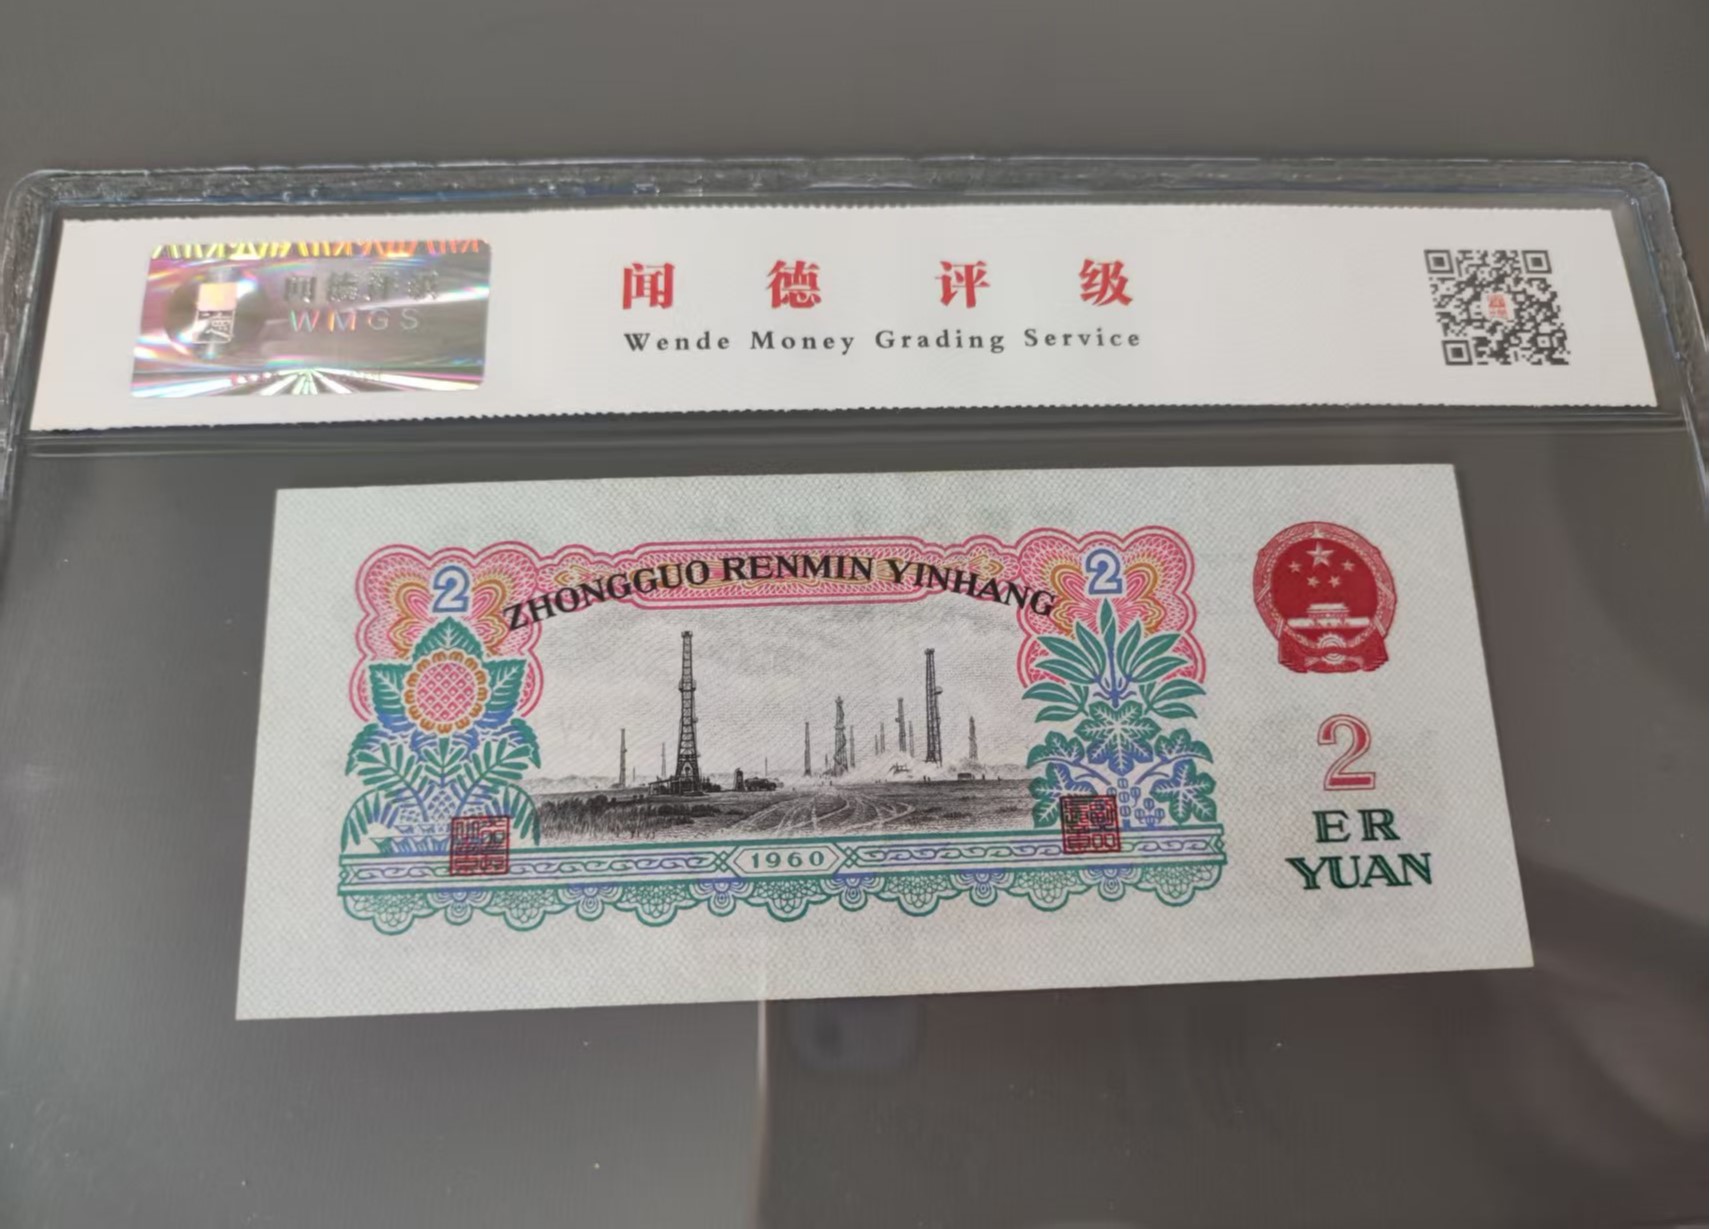 闻德评级
WMGS
闻德评级
Wende Money Grading Service
ZHONGGUO RENMIN YINHANG
2
2
2
ER
YUAN
1960